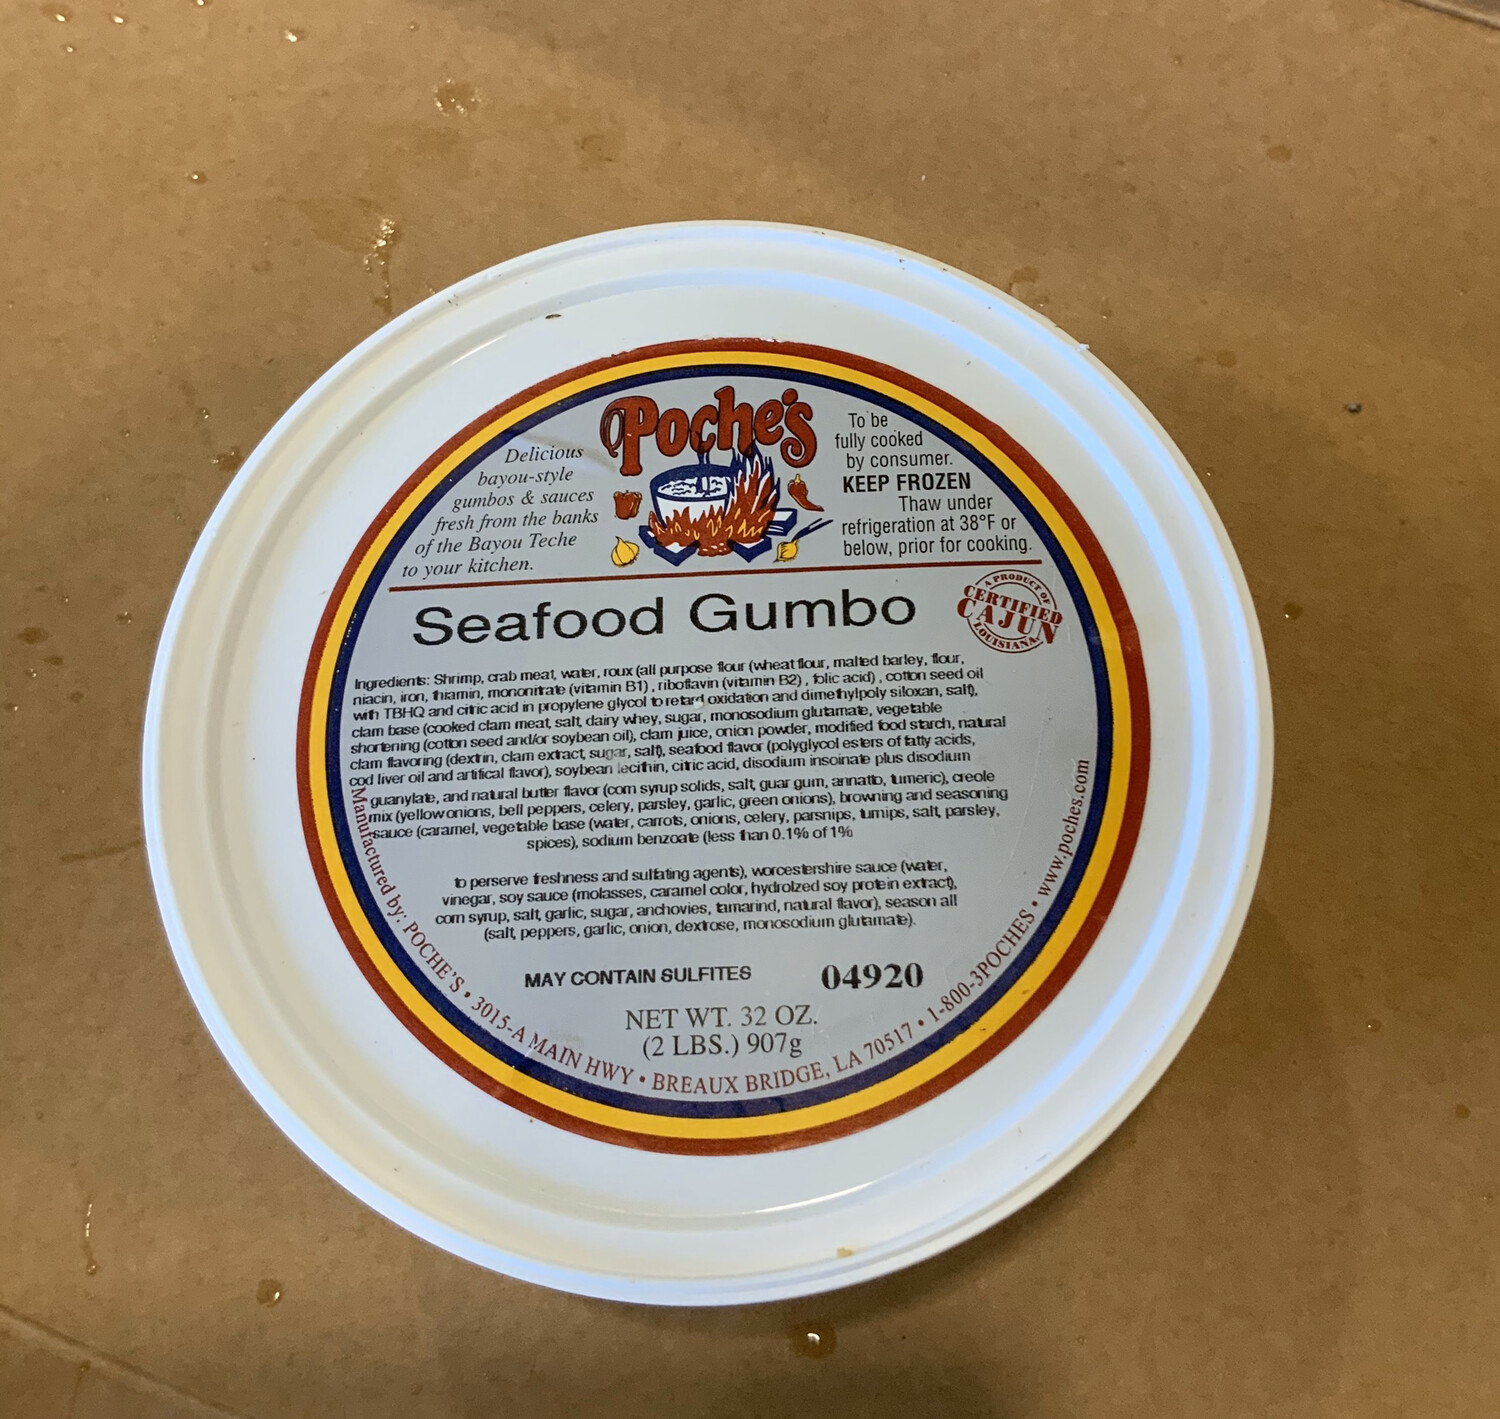 Poche's
Delicious
bayou-style
gumbos & sauces
fresh from the banks
of the Bayou Teche
to your kitchen.
To be
fully cooked
by consumer.
KEEP FROZEN
Thaw under
refrigeration at 38°F or
below, prior for cooking.
Seafood Gumbo
A PRODUCT OF
CERTIFIED
CAJUN
LOUISIANA
Ingredients: Shrimp, crab meat, water, roux (all purpose flour (wheat flour, malted barley, flour,
niacin, iron, thiamin, mononitrate (vitamin B1) , riboflavin (vitamin B2) , folic acid) , cotton seed oil
with TBHQ and citric acid in propylene glycol to retard oxidation and dimethylpoly siloxan, salt),
clam base (cooked clam meat, salt, dairy whey, sugar, monosodium glutamate, vegetable
shortening (cotton seed and/or soybean oil), clam juice, onion powder, modified food starch, natural
clam flavoring (dextrin, clam extract, sugar, salt), seafood flavor (polyglycol esters of fatty acids,
cod liver oil and artifical flavor), soybean lecithin, citric acid, disodium insoinate plus disodium
guanylate, and natural butter flavor (corn syrup solids, salt, guar gum, annatto, tumeric), creole
mix (yellow onions, bell peppers, celery, parsley, garlic, green onions), browning and seasoning
sauce (caramel, vegetable base (water, carrots, onions, celery, parsnips, turnips, salt, parsley,
spices), sodium benzoate (less than 0.1% of 1%
to perserve freshness and sulfating agents), worcestershire sauce (water,
vinegar, soy sauce (molasses, caramel color, hydrolzed soy protein extract),
corn syrup, salt, garlic, sugar, anchovies, tamarind, natural flavor), season all
(salt, peppers, garlic, onion, dextrose, monosodium glutamate).
MAY CONTAIN SULFITES 04920
NET WT. 32 OZ.
(2 LBS.) 907g
Manufactured by: POCHE'S • 3015-A MAIN HWY • BREAUX BRIDGE, LA 70517 • 1-800-3POCHES • www.poches.com